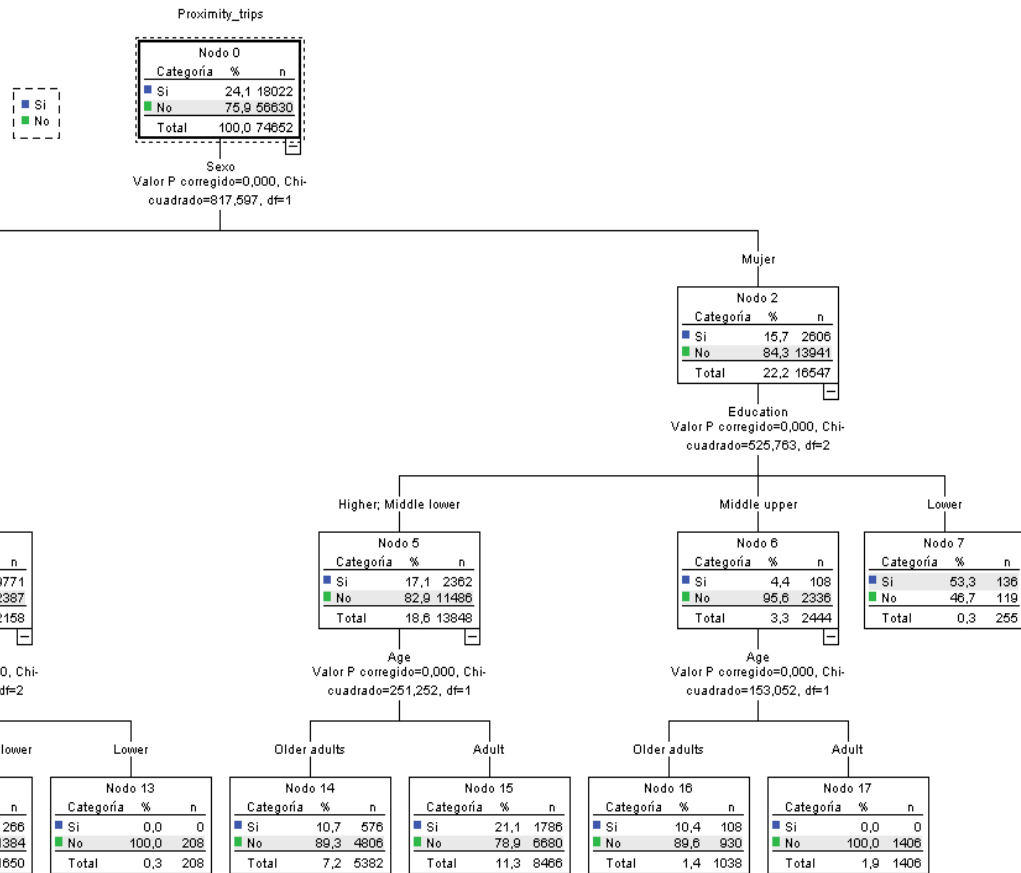 Proximity_trips
Nodo 0
Categoría % n
Si 24,1 18022
No 75,9 56630
Total 100,0 74652
Si
No
Sexo
Valor P corregido=0,000, Chi-
cuadrado=817,597, df=1
Mujer
Nodo 2
Categoría % n
Si 15,7 2606
No 84,3 13941
Total 22,2 16547
Education
Valor P corregido=0,000, Chi-
cuadrado=525,763, df=2
Higher; Middle lower
Middle upper
Lower
n
9771
2387
2158
Nodo 5
Categoría % n
Si 17,1 2362
No 82,9 11486
Total 18,6 13848
Nodo 6
Categoría % n
Si 4,4 108
No 95,6 2336
Total 3,3 2444
Nodo 7
Categoría % n
Si 53,3 136
No 46,7 119
Total 0,3 255
0, Chi-
df=2
Age
Valor P corregido=0,000, Chi-
cuadrado=251,252, df=1
Age
Valor P corregido=0,000, Chi-
cuadrado=153,052, df=1
lower
Lower
Older adults
Adult
Older adults
Adult
n
266
1384
1650
Nodo 13
Categoría % n
Si 0,0 0
No 100,0 208
Total 0,3 208
Nodo 14
Categoría % n
Si 10,7 576
No 89,3 4806
Total 7,2 5382
Nodo 15
Categoría % n
Si 21,1 1786
No 78,9 6680
Total 11,3 8466
Nodo 16
Categoría % n
Si 10,4 108
No 89,6 930
Total 1,4 1038
Nodo 17
Categoría % n
Si 0,0 0
No 100,0 1406
Total 1,9 1406